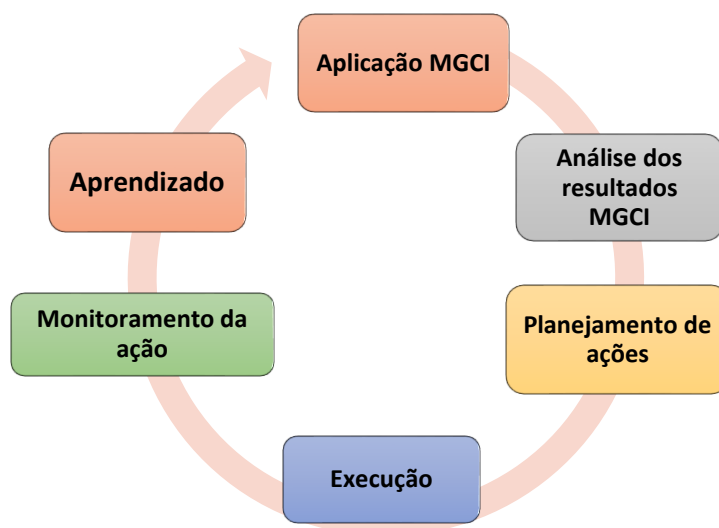 Aplicação MGCI
Análise dos
resultados
MGCI
Planejamento de
ações
Execução
Monitoramento da
ação
Aprendizado